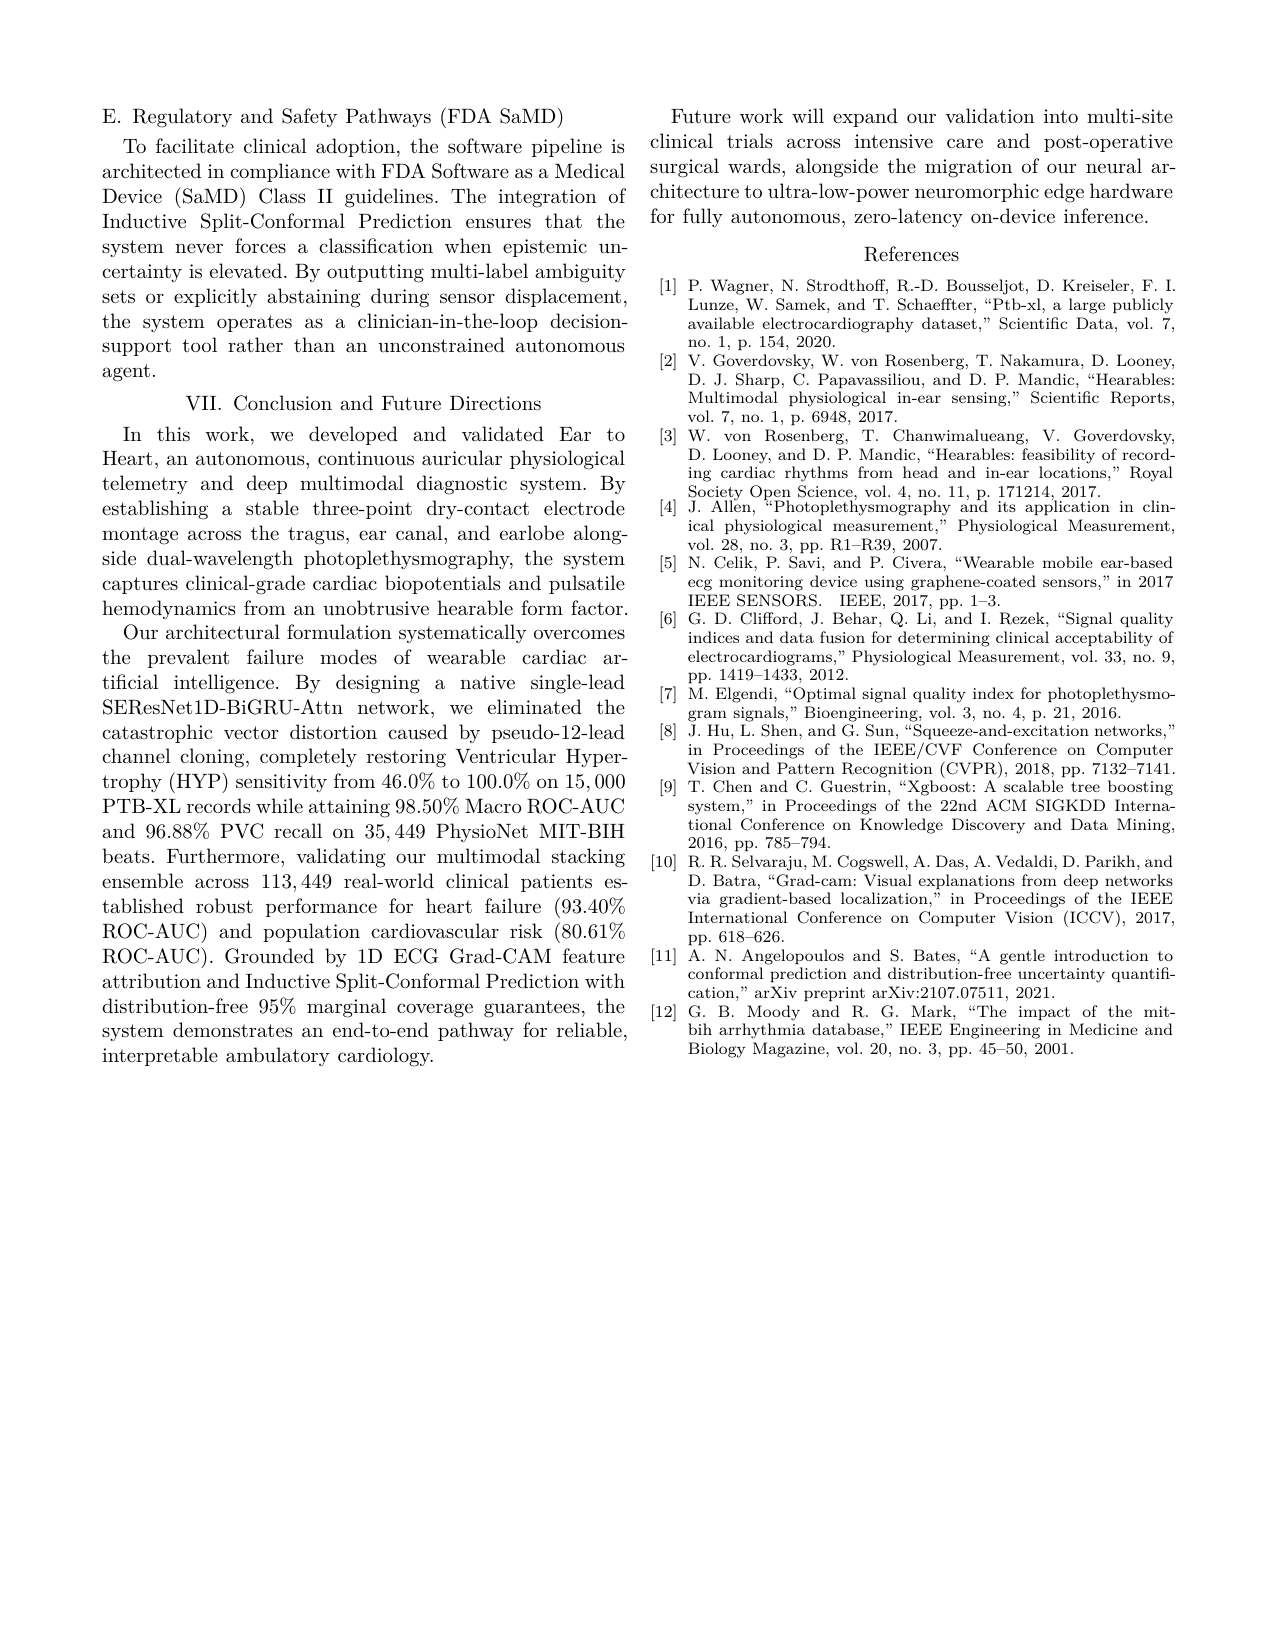 E. Regulatory and Safety Pathways (FDA SaMD)
To facilitate clinical adoption, the software pipeline is
architected in compliance with FDA Software as a Medical
Device (SaMD) Class II guidelines. The integration of
Inductive Split-Conformal Prediction ensures that the
system never forces a classification when epistemic un-
certainty is elevated. By outputting multi-label ambiguity
sets or explicitly abstaining during sensor displacement,
the system operates as a clinician-in-the-loop decision-
support tool rather than an unconstrained autonomous
agent.
VII. Conclusion and Future Directions
In this work, we developed and validated Ear to
Heart, an autonomous, continuous auricular physiological
telemetry and deep multimodal diagnostic system. By
establishing a stable three-point dry-contact electrode
montage across the tragus, ear canal, and earlobe along-
side dual-wavelength photoplethysmography, the system
captures clinical-grade cardiac biopotentials and pulsatile
hemodynamics from an unobtrusive hearable form factor.
Our architectural formulation systematically overcomes
the prevalent failure modes of wearable cardiac ar-
tificial intelligence. By designing a native single-lead
SEResNet1D-BiGRU-Attn network, we eliminated the
catastrophic vector distortion caused by pseudo-12-lead
channel cloning, completely restoring Ventricular Hyper-
trophy (HYP) sensitivity from 46.0% to 100.0% on 15, 000
PTB-XL records while attaining 98.50% Macro ROC-AUC
and 96.88% PVC recall on 35, 449 PhysioNet MIT-BIH
beats. Furthermore, validating our multimodal stacking
ensemble across 113, 449 real-world clinical patients es-
tablished robust performance for heart failure (93.40%
ROC-AUC) and population cardiovascular risk (80.61%
ROC-AUC). Grounded by 1D ECG Grad-CAM feature
attribution and Inductive Split-Conformal Prediction with
distribution-free 95% marginal coverage guarantees, the
system demonstrates an end-to-end pathway for reliable,
interpretable ambulatory cardiology.
Future work will expand our validation into multi-site
clinical trials across intensive care and post-operative
surgical wards, alongside the migration of our neural ar-
chitecture to ultra-low-power neuromorphic edge hardware
for fully autonomous, zero-latency on-device inference.
References
[1] P. Wagner, N. Strodthoff, R.-D. Bousseljot, D. Kreiseler, F. I.
Lunze, W. Samek, and T. Schaeffter, “Ptb-xl, a large publicly
available electrocardiography dataset,” Scientific Data, vol. 7,
no. 1, p. 154, 2020.
[2] V. Goverdovsky, W. von Rosenberg, T. Nakamura, D. Looney,
D. J. Sharp, C. Papavassiliou, and D. P. Mandic, “Hearables:
Multimodal physiological in-ear sensing,” Scientific Reports,
vol. 7, no. 1, p. 6948, 2017.
[3] W. von Rosenberg, T. Chanwimalueang, V. Goverdovsky,
D. Looney, and D. P. Mandic, “Hearables: feasibility of record-
ing cardiac rhythms from head and in-ear locations,” Royal
Society Open Science, vol. 4, no. 11, p. 171214, 2017.
[4] J. Allen, “Photoplethysmography and its application in clin-
ical physiological measurement,” Physiological Measurement,
vol. 28, no. 3, pp. R1–R39, 2007.
[5] N. Celik, P. Savi, and P. Civera, “Wearable mobile ear-based
ecg monitoring device using graphene-coated sensors,” in 2017
IEEE SENSORS. IEEE, 2017, pp. 1–3.
[6] G. D. Clifford, J. Behar, Q. Li, and I. Rezek, “Signal quality
indices and data fusion for determining clinical acceptability of
electrocardiograms,” Physiological Measurement, vol. 33, no. 9,
pp. 1419–1433, 2012.
[7] M. Elgendi, “Optimal signal quality index for photoplethysmo-
gram signals,” Bioengineering, vol. 3, no. 4, p. 21, 2016.
[8] J. Hu, L. Shen, and G. Sun, “Squeeze-and-excitation networks,”
in Proceedings of the IEEE/CVF Conference on Computer
Vision and Pattern Recognition (CVPR), 2018, pp. 7132–7141.
[9] T. Chen and C. Guestrin, “Xgboost: A scalable tree boosting
system,” in Proceedings of the 22nd ACM SIGKDD Interna-
tional Conference on Knowledge Discovery and Data Mining,
2016, pp. 785–794.
[10] R. R. Selvaraju, M. Cogswell, A. Das, A. Vedaldi, D. Parikh, and
D. Batra, “Grad-cam: Visual explanations from deep networks
via gradient-based localization,” in Proceedings of the IEEE
International Conference on Computer Vision (ICCV), 2017,
pp. 618–626.
[11] A. N. Angelopoulos and S. Bates, “A gentle introduction to
conformal prediction and distribution-free uncertainty quantifi-
cation,” arXiv preprint arXiv:2107.07511, 2021.
[12] G. B. Moody and R. G. Mark, “The impact of the mit-
bih arrhythmia database,” IEEE Engineering in Medicine and
Biology Magazine, vol. 20, no. 3, pp. 45–50, 2001.